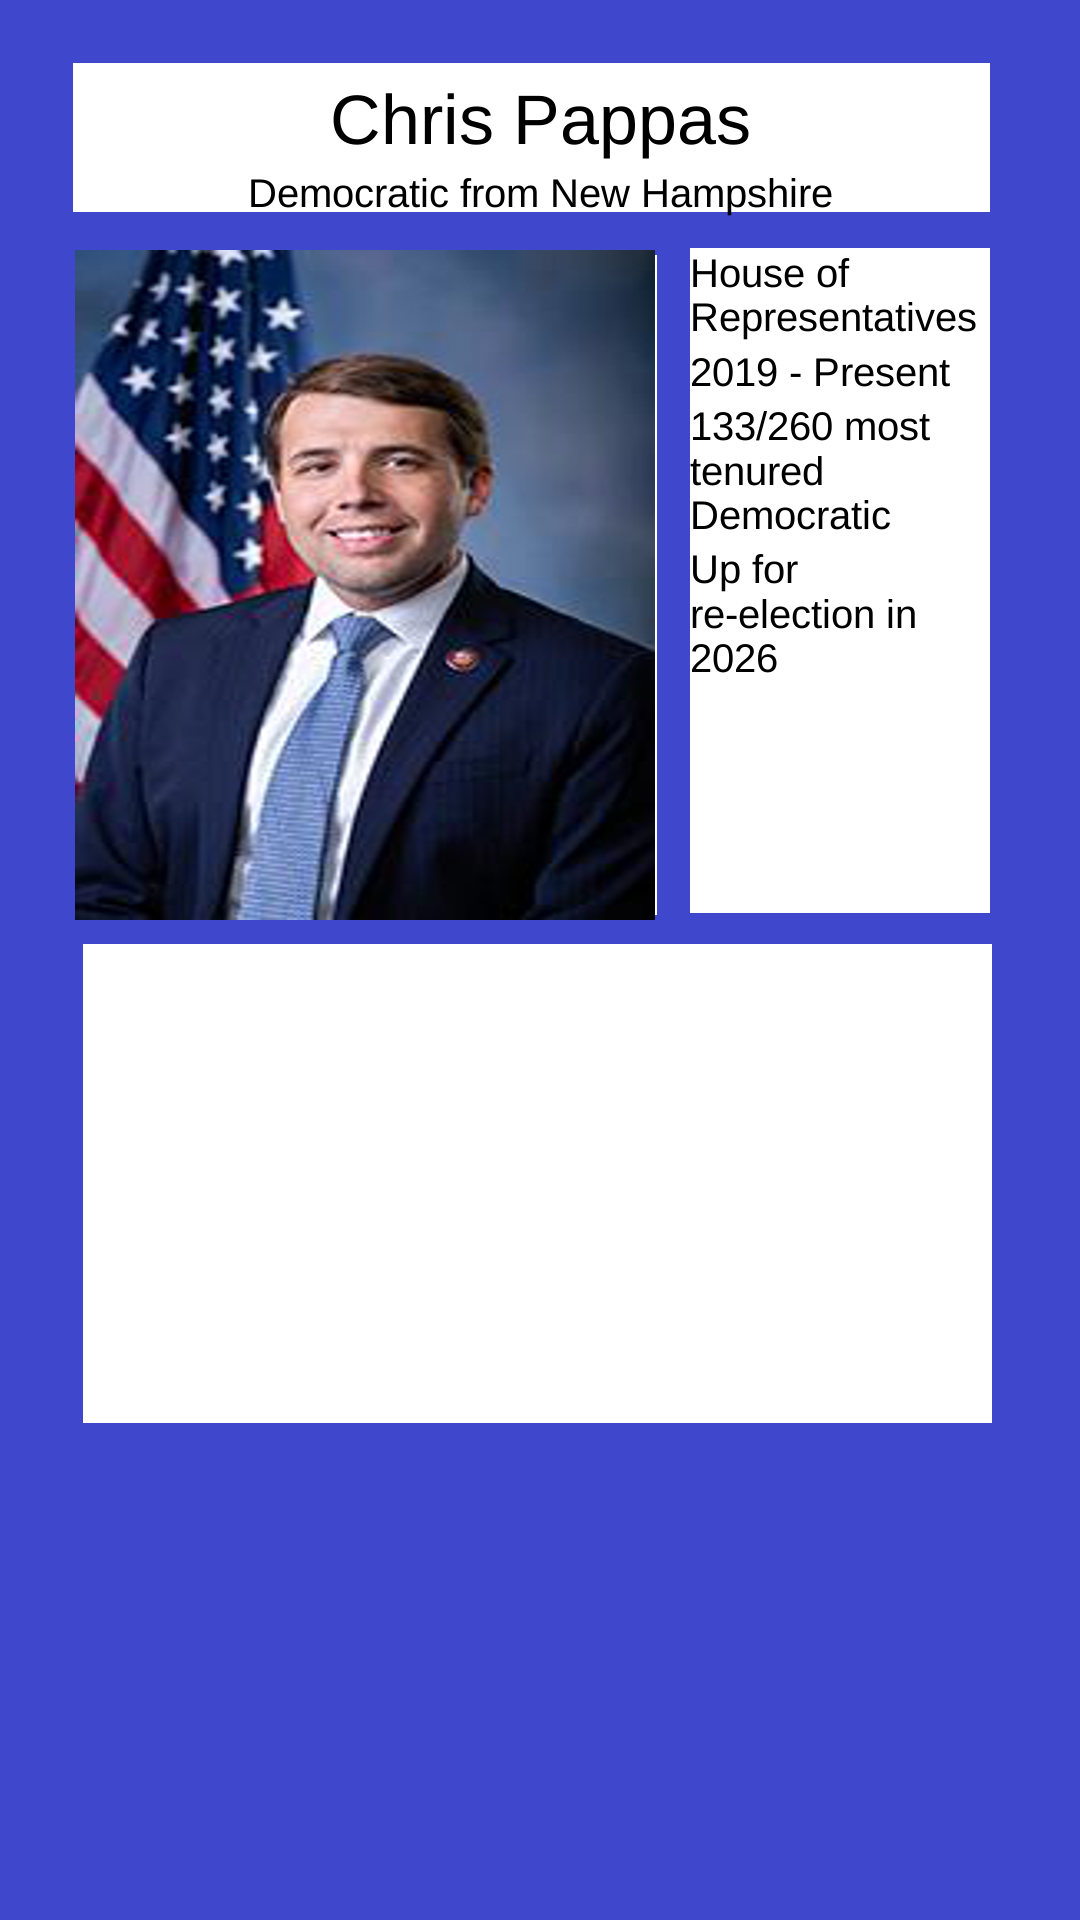 Chris Pappas
Democratic from New Hampshire
House of
Representatives
2019 - Present
133/260 most
tenured
Democratic
Up for
re-election in
2026